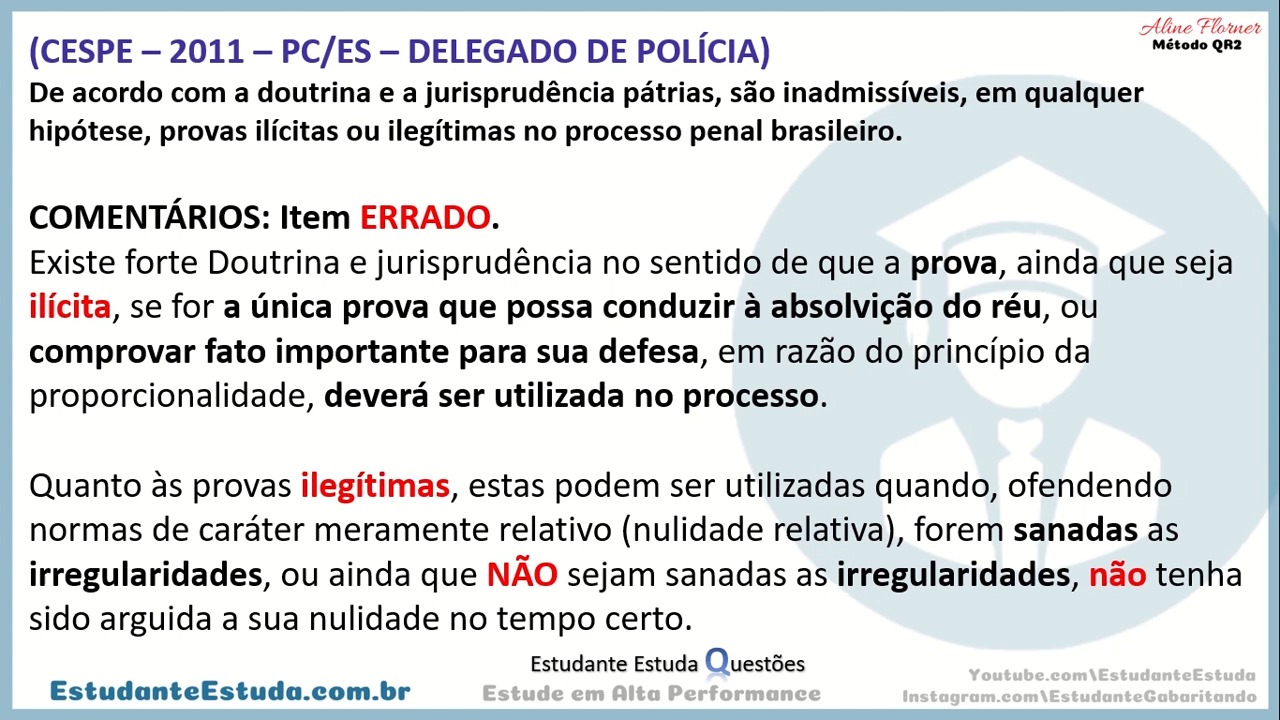 Aline Florner
Método QR2
(CESPE – 2011 – PC/ES – DELEGADO DE POLÍCIA)
De acordo com a doutrina e a jurisprudência pátrias, são inadmissíveis, em qualquer
hipótese, provas ilícitas ou ilegítimas no processo penal brasileiro.
COMENTÁRIOS: Item ERRADO.
Existe forte Doutrina e jurisprudência no sentido de que a prova, ainda que seja
ilícita, se for a única prova que possa conduzir à absolvição do réu, ou
comprovar fato importante para sua defesa, em razão do princípio da
proporcionalidade, deverá ser utilizada no processo.
Quanto às provas ilegítimas, estas podem ser utilizadas quando, ofendendo
normas de caráter meramente relativo (nulidade relativa), forem sanadas as
irregularidades, ou ainda que NÃO sejam sanadas as irregularidades, não tenha
sido arguida a sua nulidade no tempo certo.
Estudante Estuda Questões
EstudanteEstuda.com.br
Estude em Alta Performance
Youtube.com/EstudanteEstuda
Instagram.com/EstudanteGabaritando